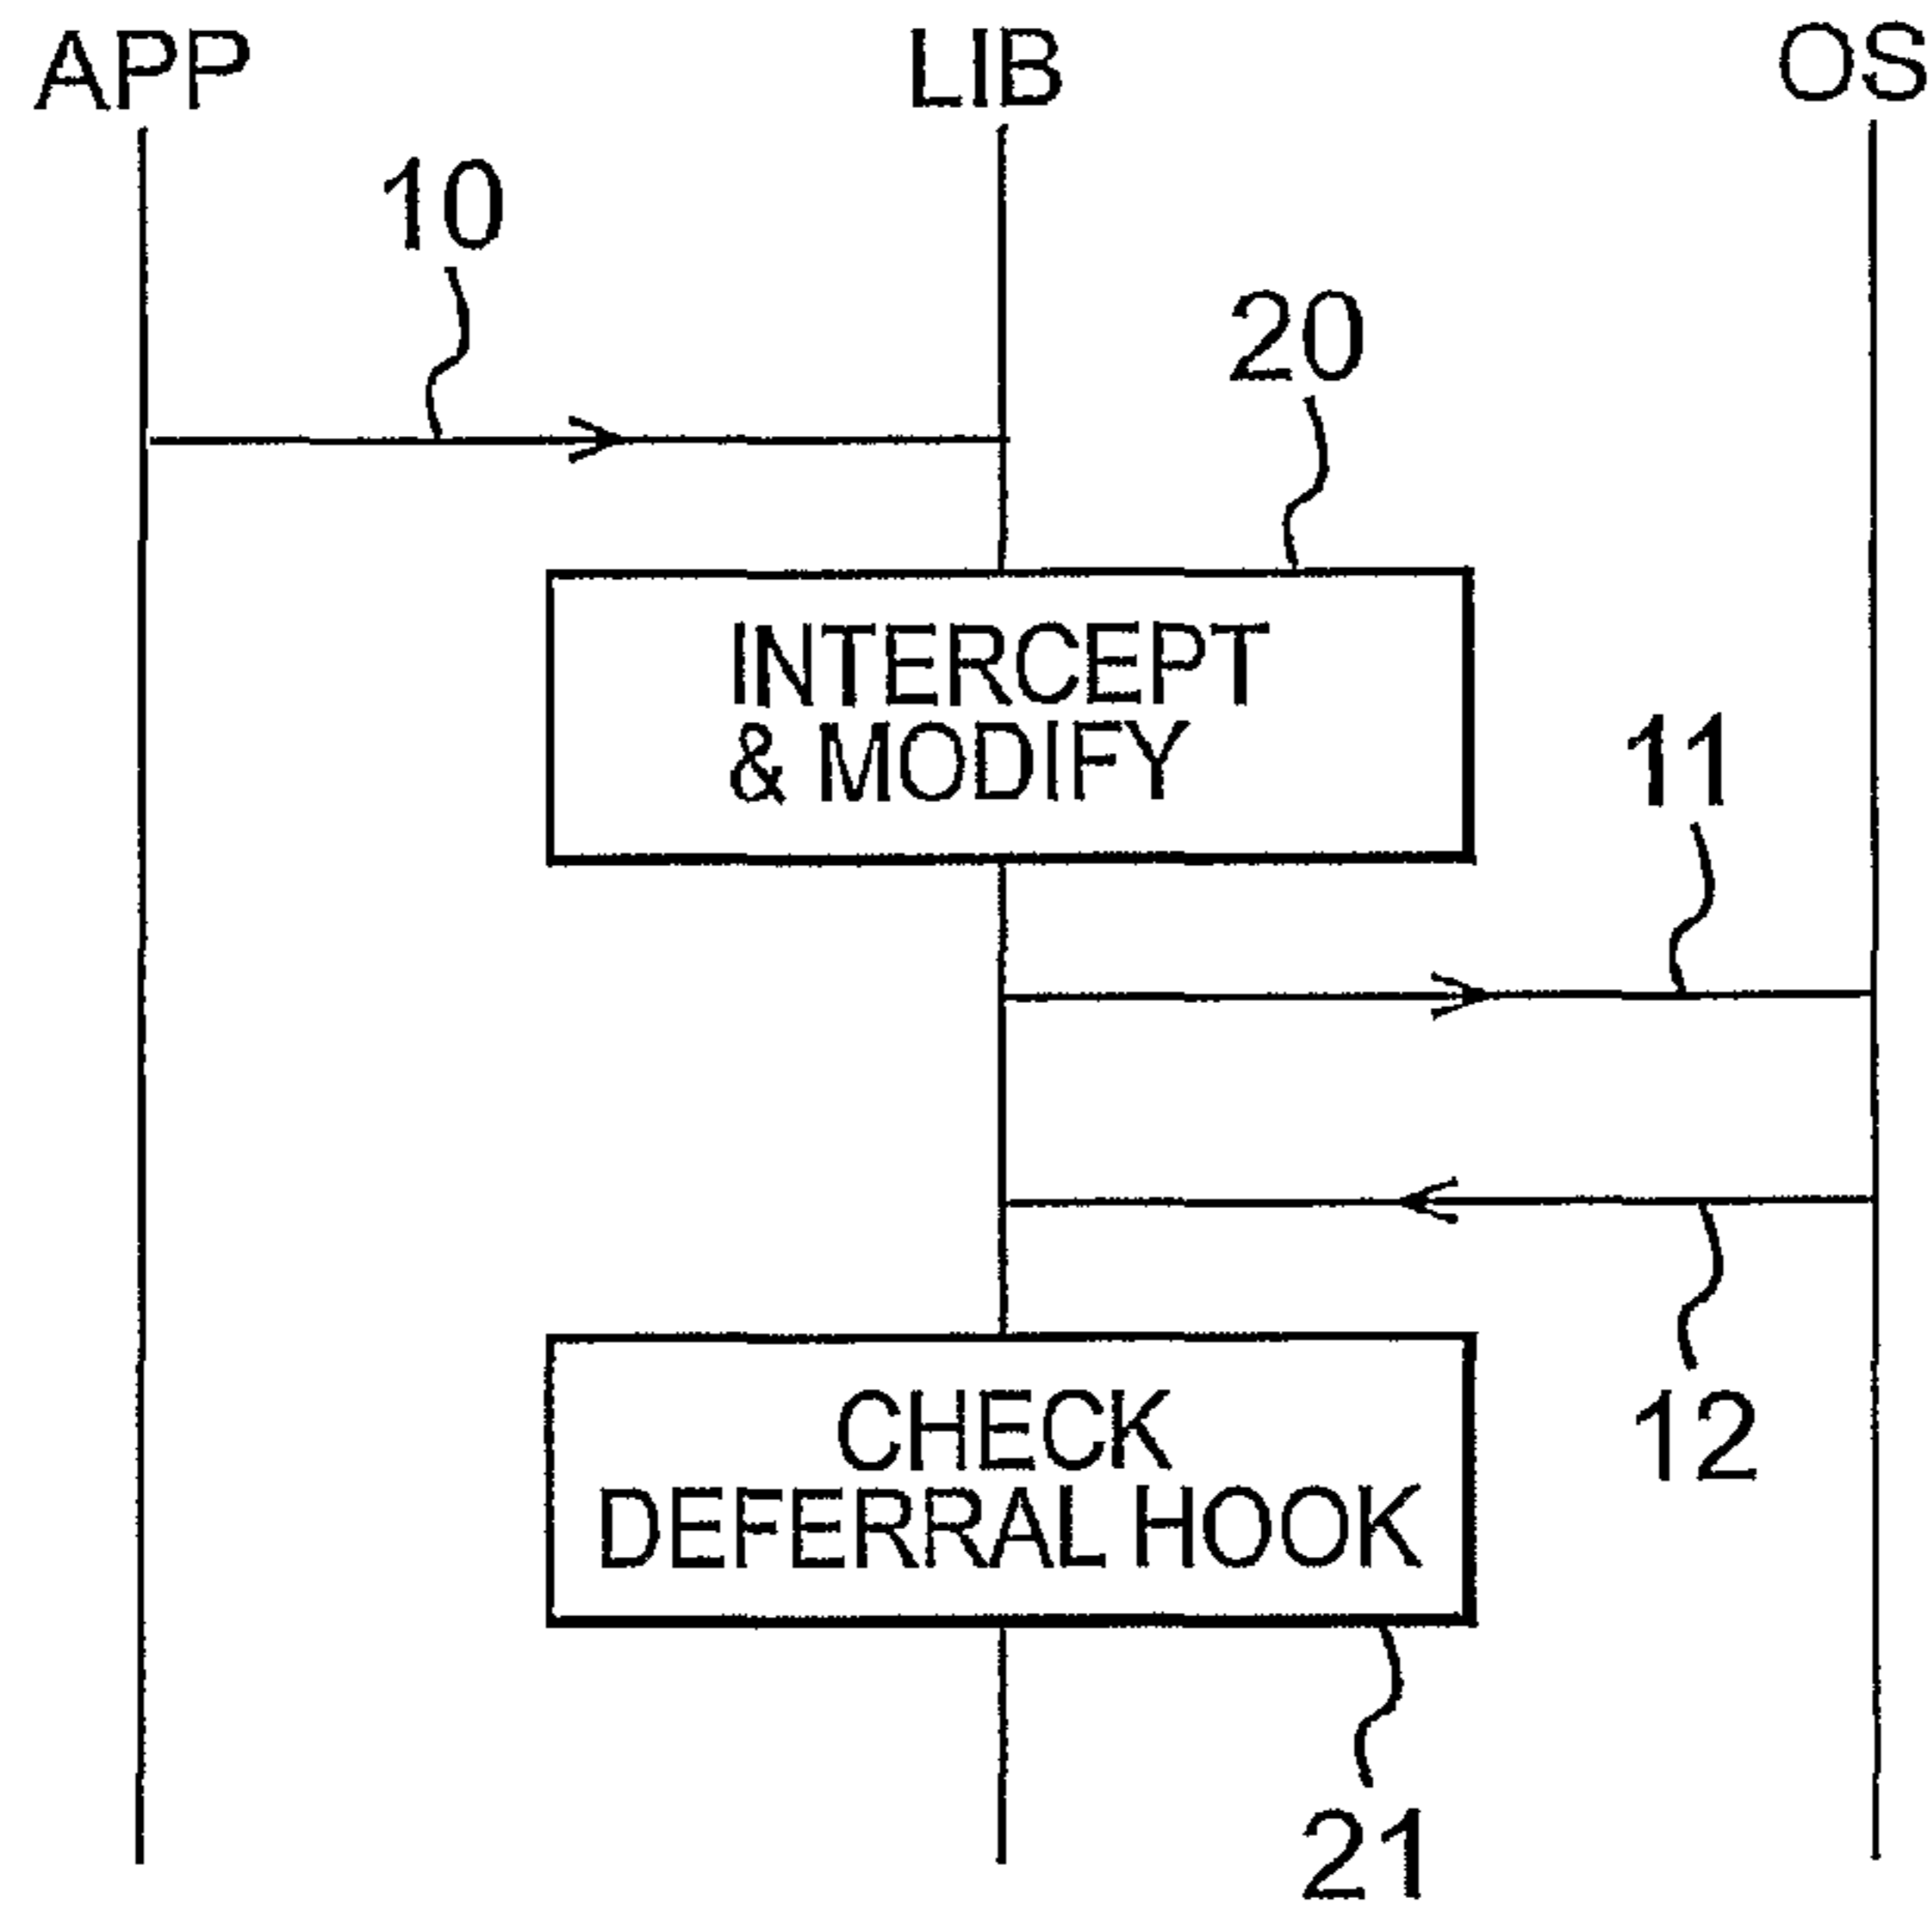 APP LIB OS
10
20
INTERCEPT
& MODIFY
11
12
CHECK
DEFERRAL HOOK
21